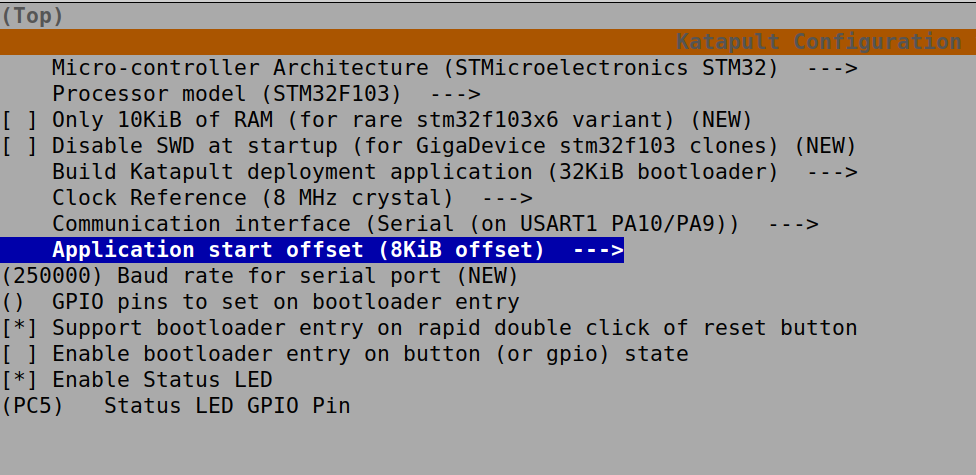 (Top)
Katapult Configuration
Micro-controller Architecture (STMicroelectronics STM32)  --->
Processor model (STM32F103)  --->
[ ] Only 10KiB of RAM (for rare stm32f103x6 variant) (NEW)
[ ] Disable SWD at startup (for GigaDevice stm32f103 clones) (NEW)
Build Katapult deployment application (32KiB bootloader)  --->
Clock Reference (8 MHz crystal)  --->
Communication interface (Serial (on USART1 PA10/PA9))  --->
Application start offset (8KiB offset)  --->
(250000) Baud rate for serial port (NEW)
()  GPIO pins to set on bootloader entry
[*] Support bootloader entry on rapid double click of reset button
[ ] Enable bootloader entry on button (or gpio) state
[*] Enable Status LED
(PC5)   Status LED GPIO Pin